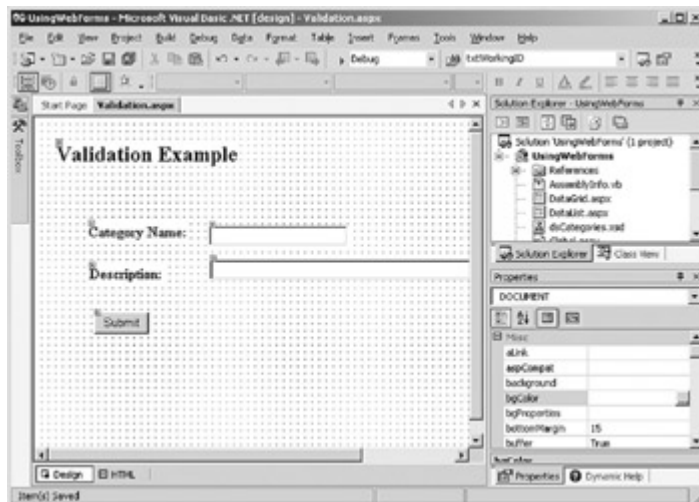 UsingWebForms - Microsoft Visual Basic .NET [design] - Validation.aspx
File Edit View Project Build Debug Data Format Table Insert Frames Tools Window Help
Debug txtWorkingID
B I U A
Start Page Validation.aspx
Toolbox
Validation Example
Category Name:
Description:
Submit
Design HTML
Item(s) Saved
Solution Explorer - UsingWebForms
Solution 'UsingWebForms' (1 project)
UsingWebForms
References
AssemblyInfo.vb
DataGrid.aspx
DataList.aspx
dsCategories.xsd
Global.asax
Solution Explorer Class View
Properties
DOCUMENT
Misc
aLink
aspCompat
background
bgColor
bgProperties
bottomMargin 15
buffer True
bgColor
Properties Dynamic Help